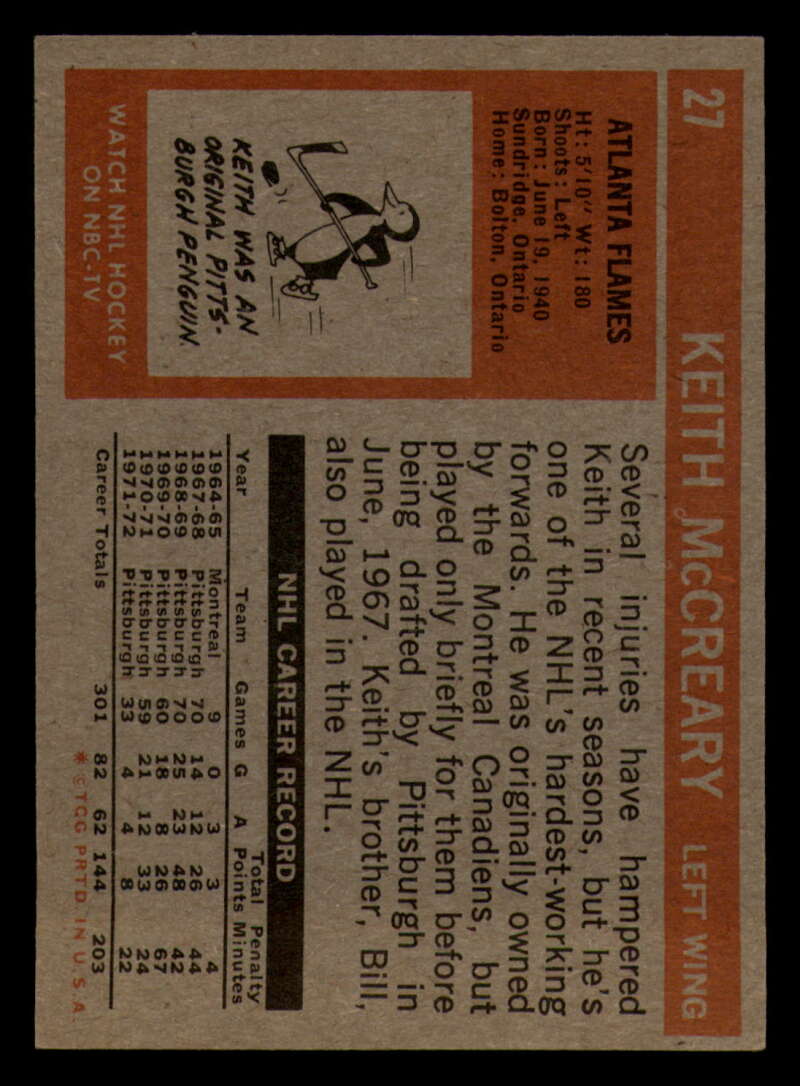 27 KEITH McCREARY LEFT WING
ATLANTA FLAMES
Ht: 5'10" Wt: 180
Shoots: Left
Born: June 19, 1940
Sundridge, Ontario
Home: Bolton, Ontario
KEITH WAS AN
ORIGINAL PITTS-
BURGH PENGUIN.
WATCH NHL HOCKEY
ON NBC-TV
Several injuries have hampered
Keith in recent seasons, but he's
one of the NHL's hardest-working
forwards. He was originally owned
by the Montreal Canadiens, but
played only briefly for them before
being drafted by Pittsburgh in
June, 1967. Keith's brother, Bill,
also played in the NHL.
NHL CAREER RECORD
Total Penalty
Year Team Games G A Points Minutes
1964-65 Montreal 9 0 3 3 4
1967-68 Pittsburgh 70 14 12 26 44
1968-69 Pittsburgh 70 25 23 48 42
1969-70 Pittsburgh 60 18 8 26 67
1970-71 Pittsburgh 59 21 12 33 24
1971-72 Pittsburgh 33 4 4 8 22
Career Totals 301 82 62 144 203
* © TCG PRTD. IN U.S.A.